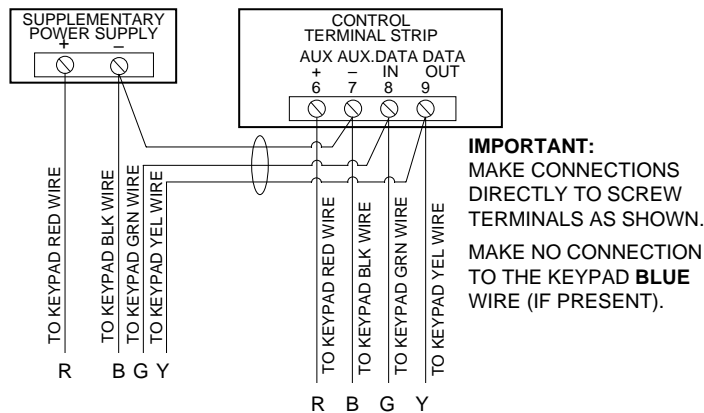 SUPPLEMENTARY
POWER SUPPLY
+ –
CONTROL
TERMINAL STRIP
AUX AUX. DATA DATA
+ – IN OUT
6 7 8 9
IMPORTANT:
MAKE CONNECTIONS
DIRECTLY TO SCREW
TERMINALS AS SHOWN.
MAKE NO CONNECTION
TO THE KEYPAD BLUE
WIRE (IF PRESENT).
TO KEYPAD RED WIRE
TO KEYPAD BLK WIRE
TO KEYPAD GRN WIRE
TO KEYPAD YEL WIRE
TO KEYPAD RED WIRE
TO KEYPAD BLK WIRE
TO KEYPAD GRN WIRE
TO KEYPAD YEL WIRE
R B G Y
R B G Y